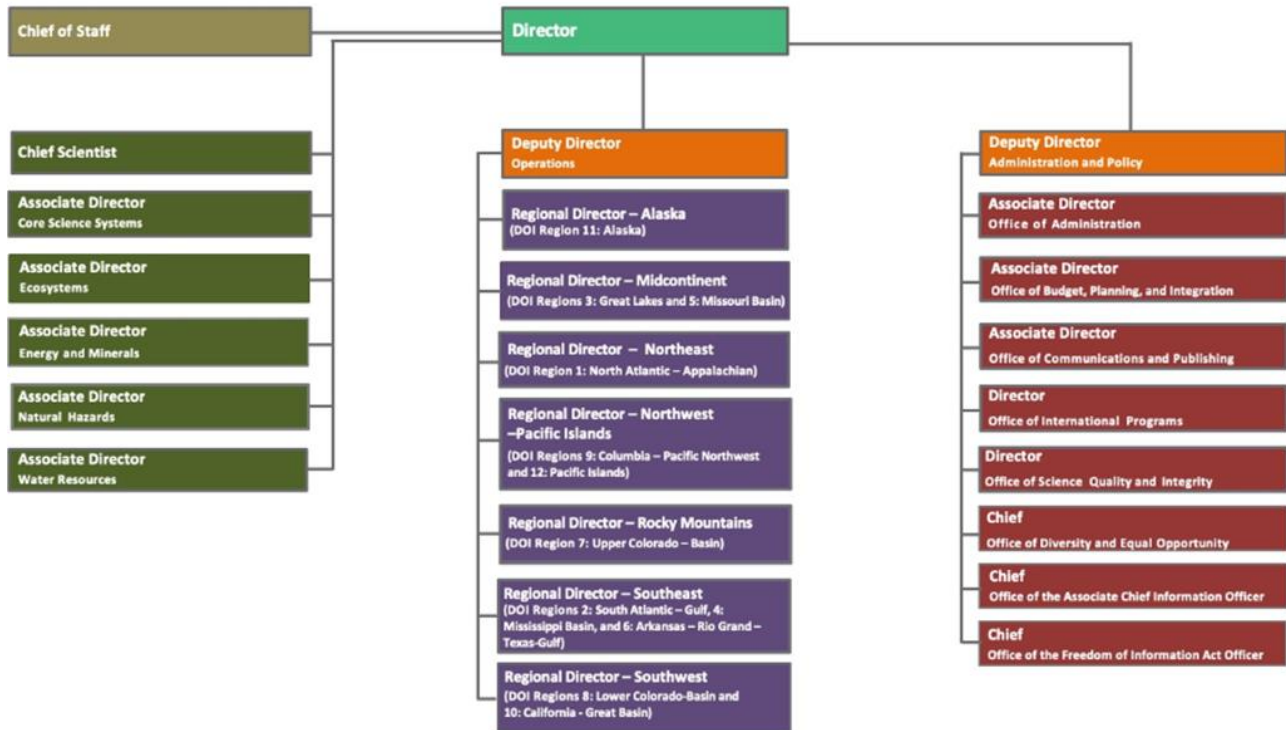 Chief of Staff
Director
Chief Scientist
Associate Director
Core Science Systems
Associate Director
Ecosystems
Associate Director
Energy and Minerals
Associate Director
Natural Hazards
Associate Director
Water Resources
Deputy Director
Operations
Regional Director – Alaska
(DOI Region 11: Alaska)
Regional Director – Midcontinent
(DOI Regions 3: Great Lakes and 5: Missouri Basin)
Regional Director – Northeast
(DOI Region 1: North Atlantic – Appalachian)
Regional Director – Northwest
–Pacific Islands
(DOI Regions 9: Columbia – Pacific Northwest
and 12: Pacific Islands)
Regional Director – Rocky Mountains
(DOI Region 7: Upper Colorado – Basin)
Regional Director – Southeast
(DOI Regions 2: South Atlantic – Gulf, 4:
Mississippi Basin, and 6: Arkansas – Rio Grand –
Texas-Gulf)
Regional Director – Southwest
(DOI Regions 8: Lower Colorado-Basin and
10: California - Great Basin)
Deputy Director
Administration and Policy
Associate Director
Office of Administration
Associate Director
Office of Budget, Planning, and Integration
Associate Director
Office of Communications and Publishing
Director
Office of International Programs
Director
Office of Science Quality and Integrity
Chief
Office of Diversity and Equal Opportunity
Chief
Office of the Associate Chief Information Officer
Chief
Office of the Freedom of Information Act Officer